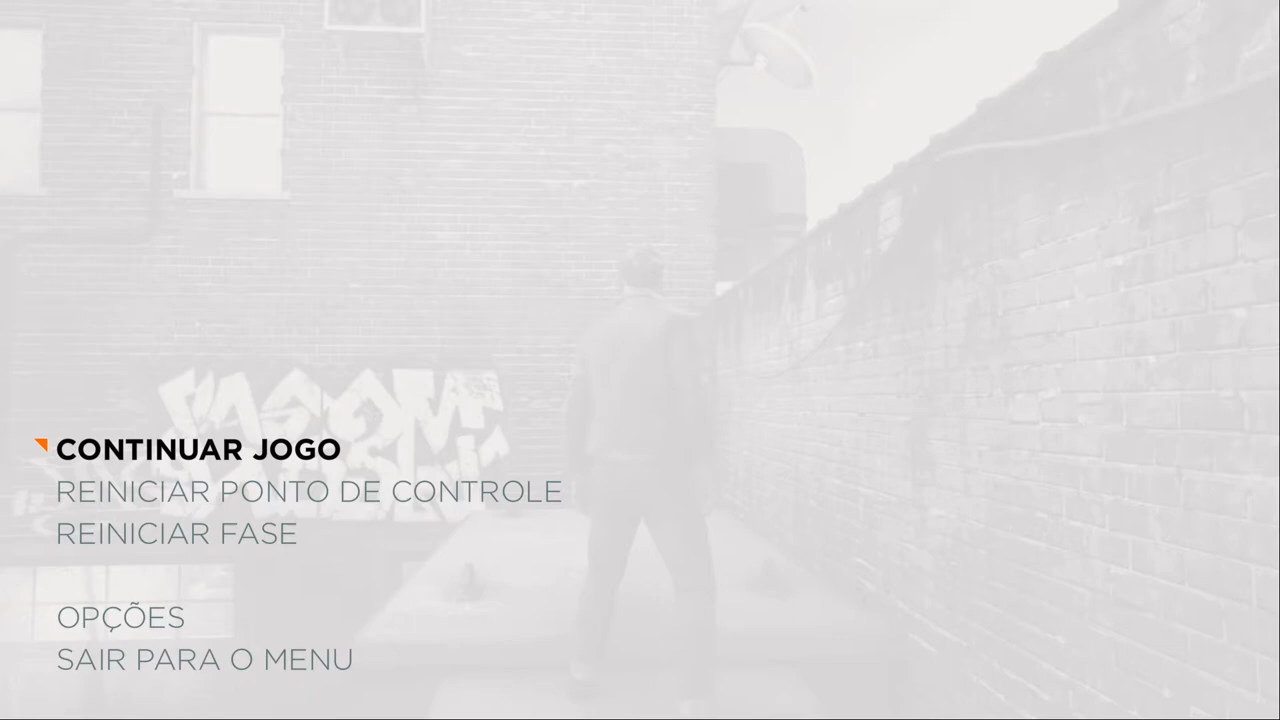 CONTINUAR JOGO
REINICIAR PONTO DE CONTROLE
REINICIAR FASE
OPÇÕES
SAIR PARA O MENU